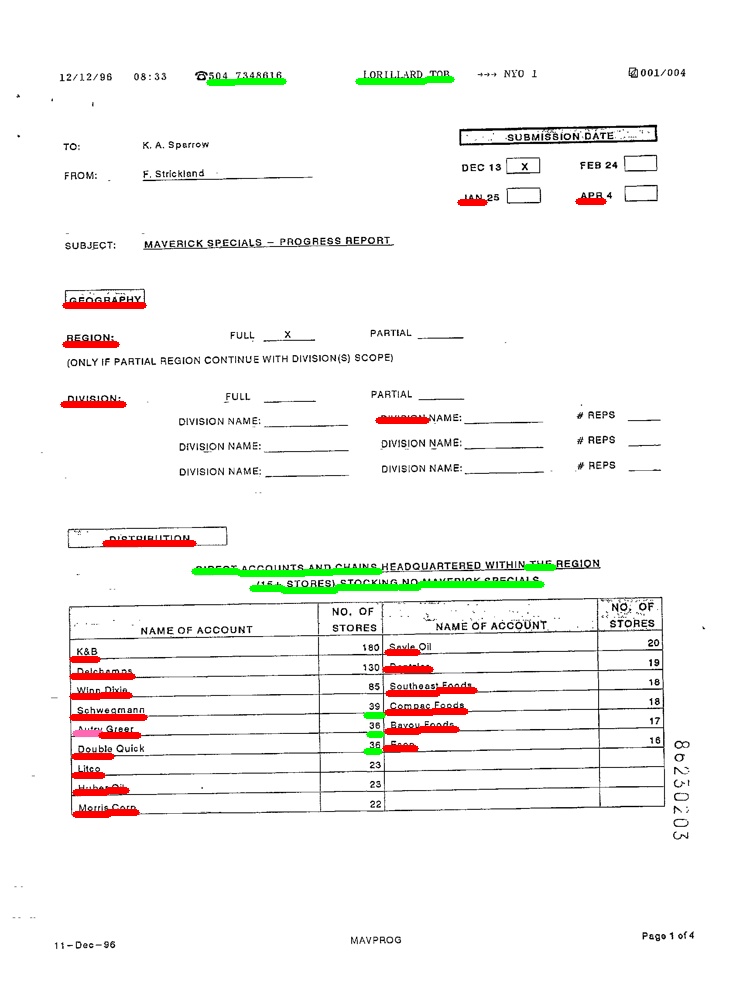 12/12/96 08:33 ☎504 7348616 LORILLARD TOB →→→ NYO 1 001/004
TO: K. A. Sparrow
SUBMISSION DATE
FROM: F. Strickland
DEC 13 X FEB 24
JAN 25 APR 4
SUBJECT: MAVERICK SPECIALS – PROGRESS REPORT
GEOGRAPHY
REGION: FULL X PARTIAL
(ONLY IF PARTIAL REGION CONTINUE WITH DIVISION(S) SCOPE)
DIVISION: FULL PARTIAL
DIVISION NAME: DIVISION NAME: # REPS
DIVISION NAME: DIVISION NAME: # REPS
DIVISION NAME: DIVISION NAME: # REPS
DISTRIBUTION
DIRECT ACCOUNTS AND CHAINS HEADQUARTERED WITHIN THE REGION
(15+ STORES) STOCKING NO MAVERICK SPECIALS
NAME OF ACCOUNT NO. OF STORES NAME OF ACCOUNT NO. OF STORES
K&B 180 Sayle Oil 20
Delchamps 130 19
Winn Dixie 85 Southeast Foods 18
Schwegmann 39 Compac Foods 18
Autry Greer 36 Bayou Foods 17
Double Quick 36 16
Litco 23
Huber Oil 23
Morris Corp 22
86230203
11–Dec–96 MAVPROG Page 1 of 4